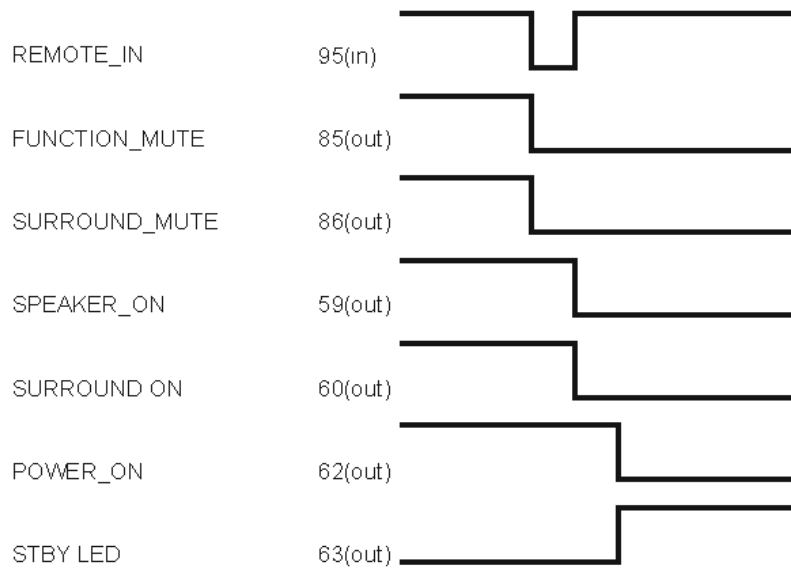 REMOTE_IN 95(in)
FUNCTION_MUTE 85(out)
SURROUND_MUTE 86(out)
SPEAKER_ON 59(out)
SURROUND ON 60(out)
POWER_ON 62(out)
STBY LED 63(out)